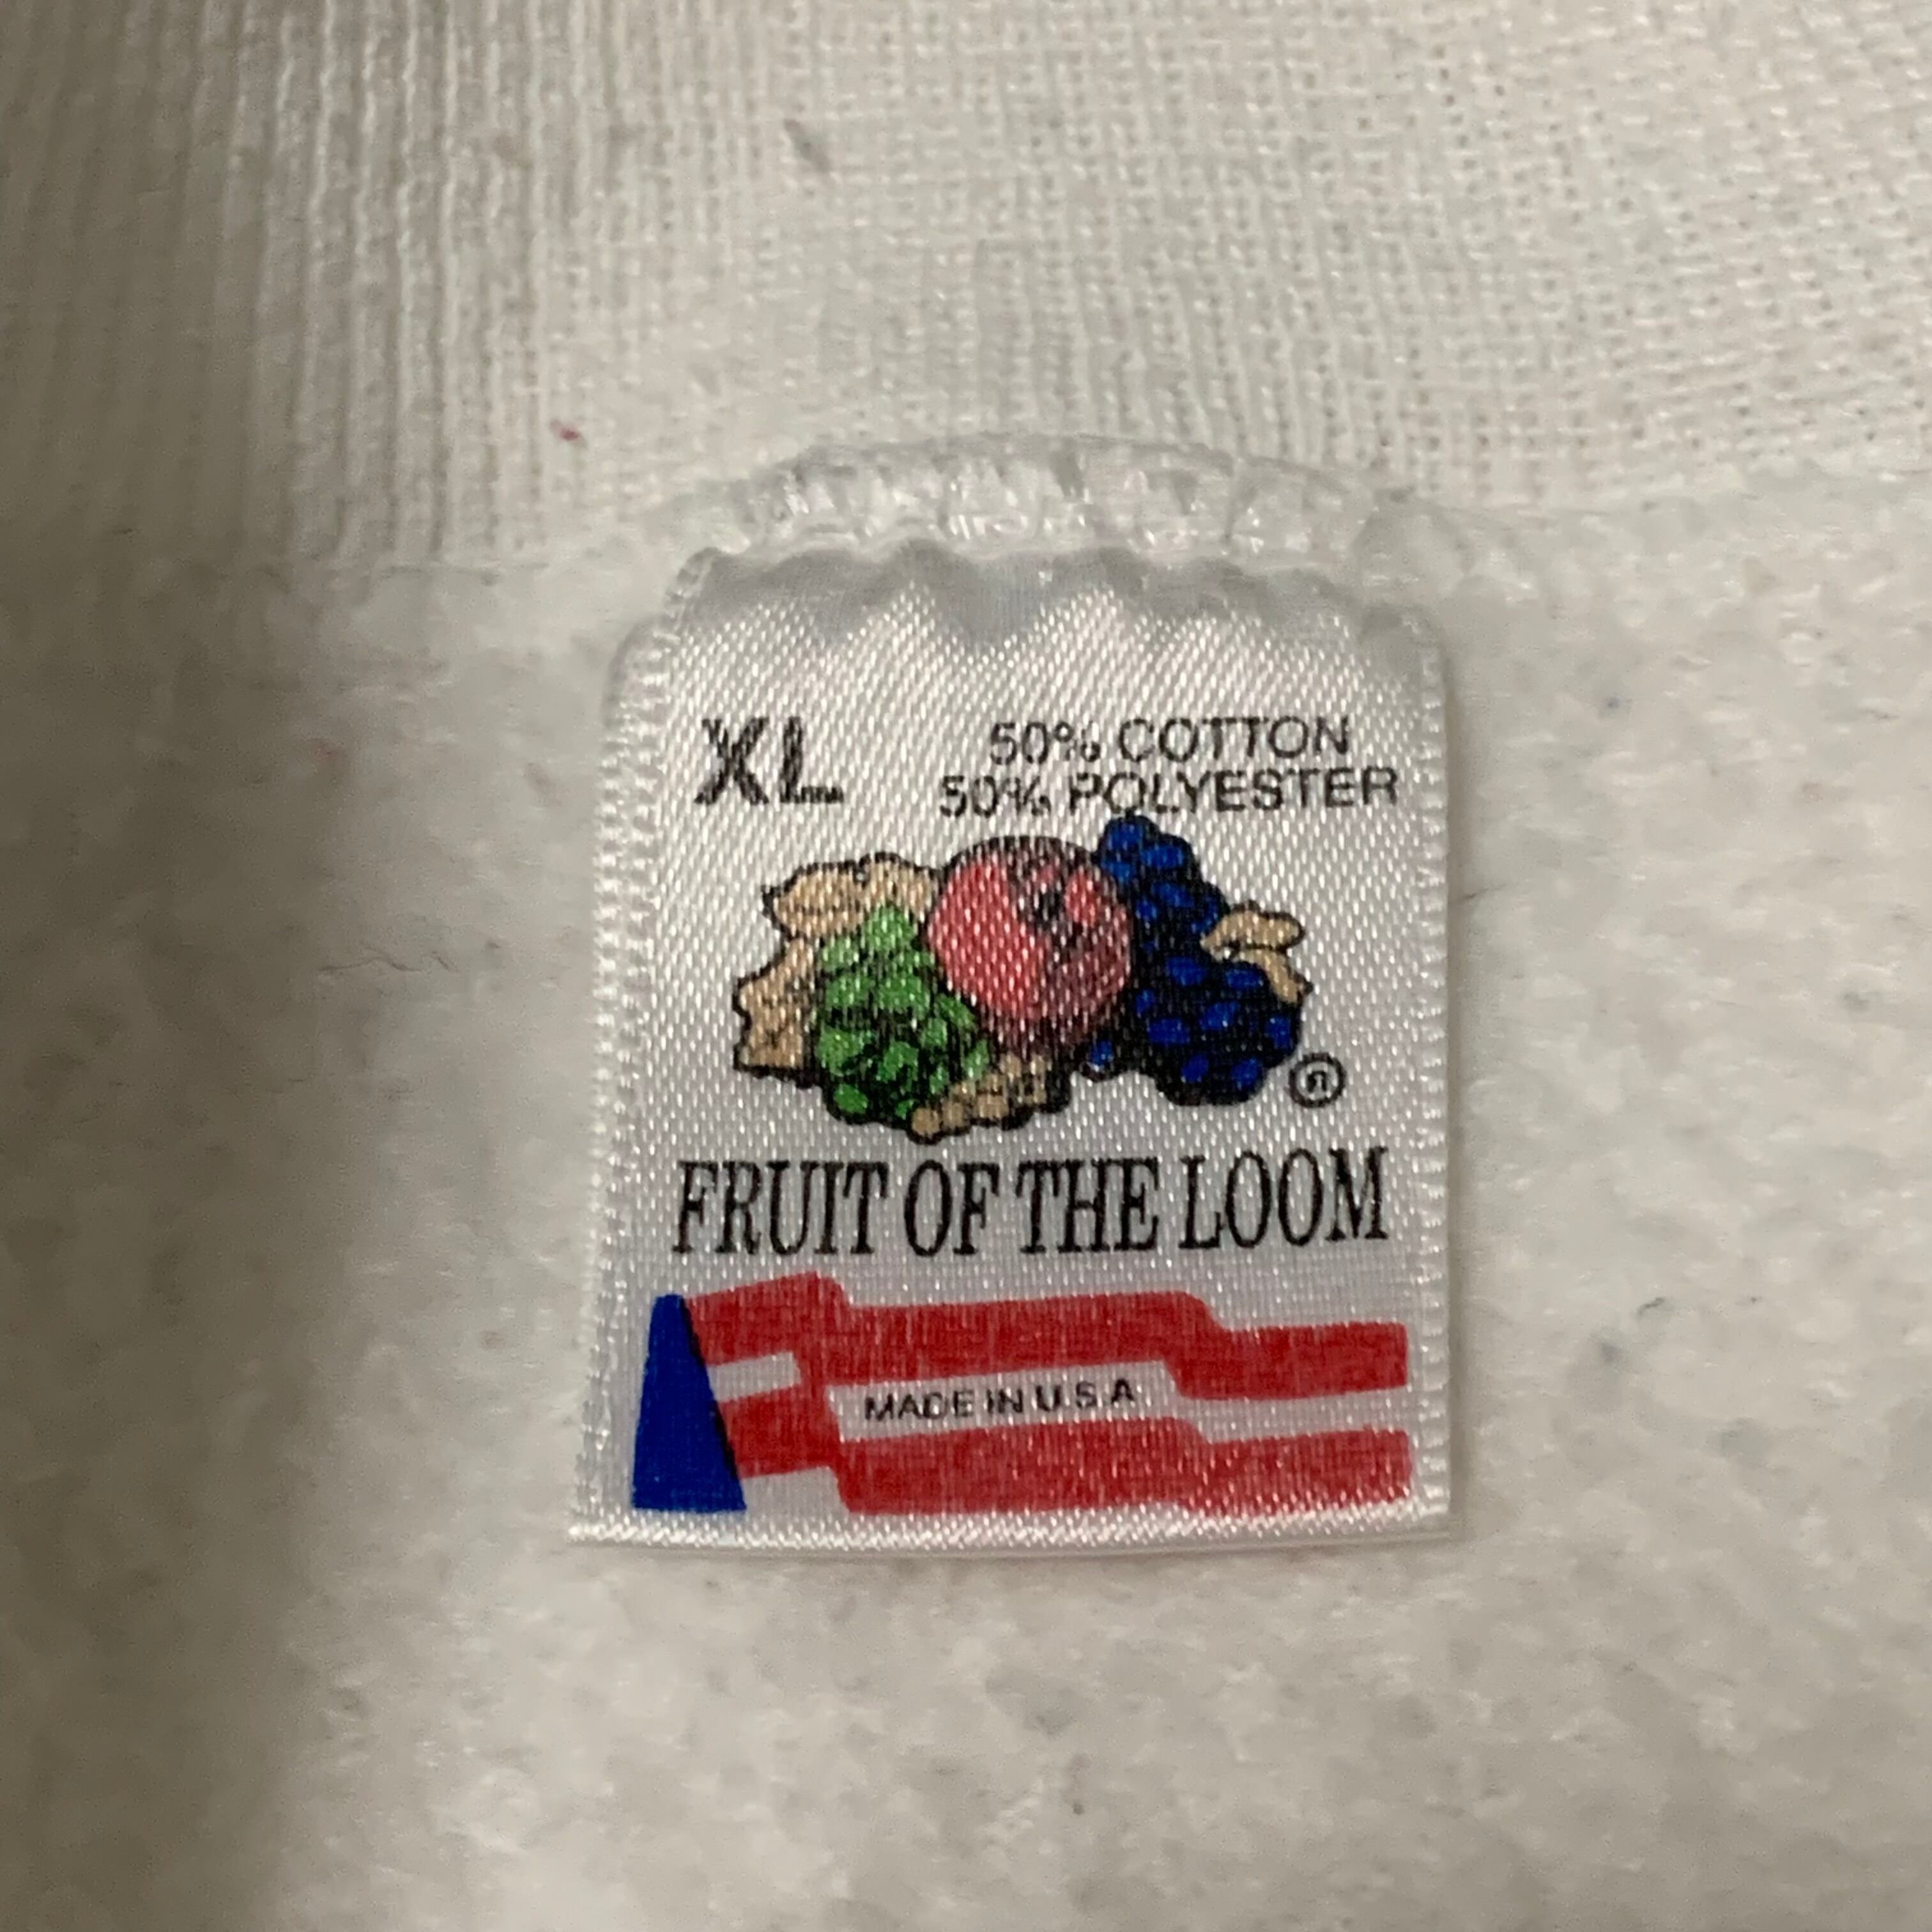 XL
50% COTTON
50% POLYESTER
®
FRUIT OF THE LOOM
MADE IN U.S.A